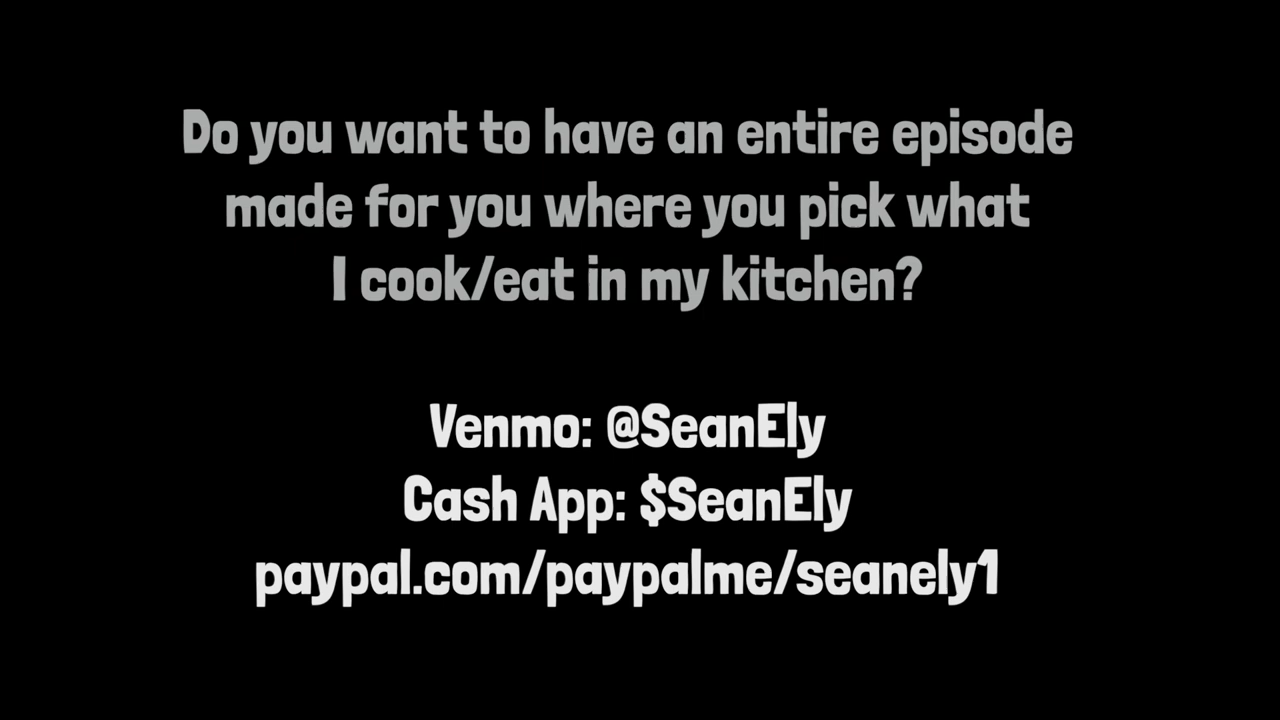 Do you want to have an entire episode
made for you where you pick what
I cook/eat in my kitchen?
Venmo: @SeanEly
Cash App: $SeanEly
paypal.com/paypalme/seanely1